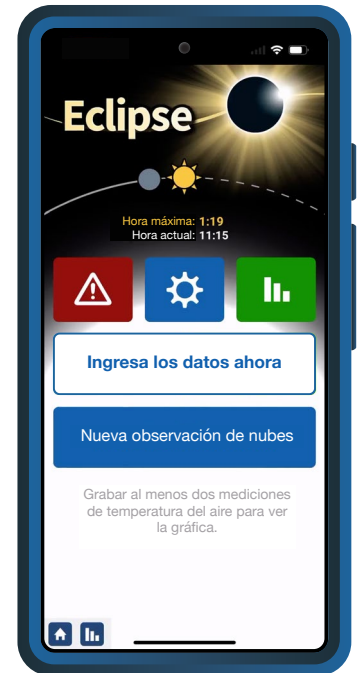 Eclipse
Hora máxima: 1:19
Hora actual: 11:15
Ingresa los datos ahora
Nueva observación de nubes
Grabar al menos dos mediciones
de temperatura del aire para ver
la gráfica.